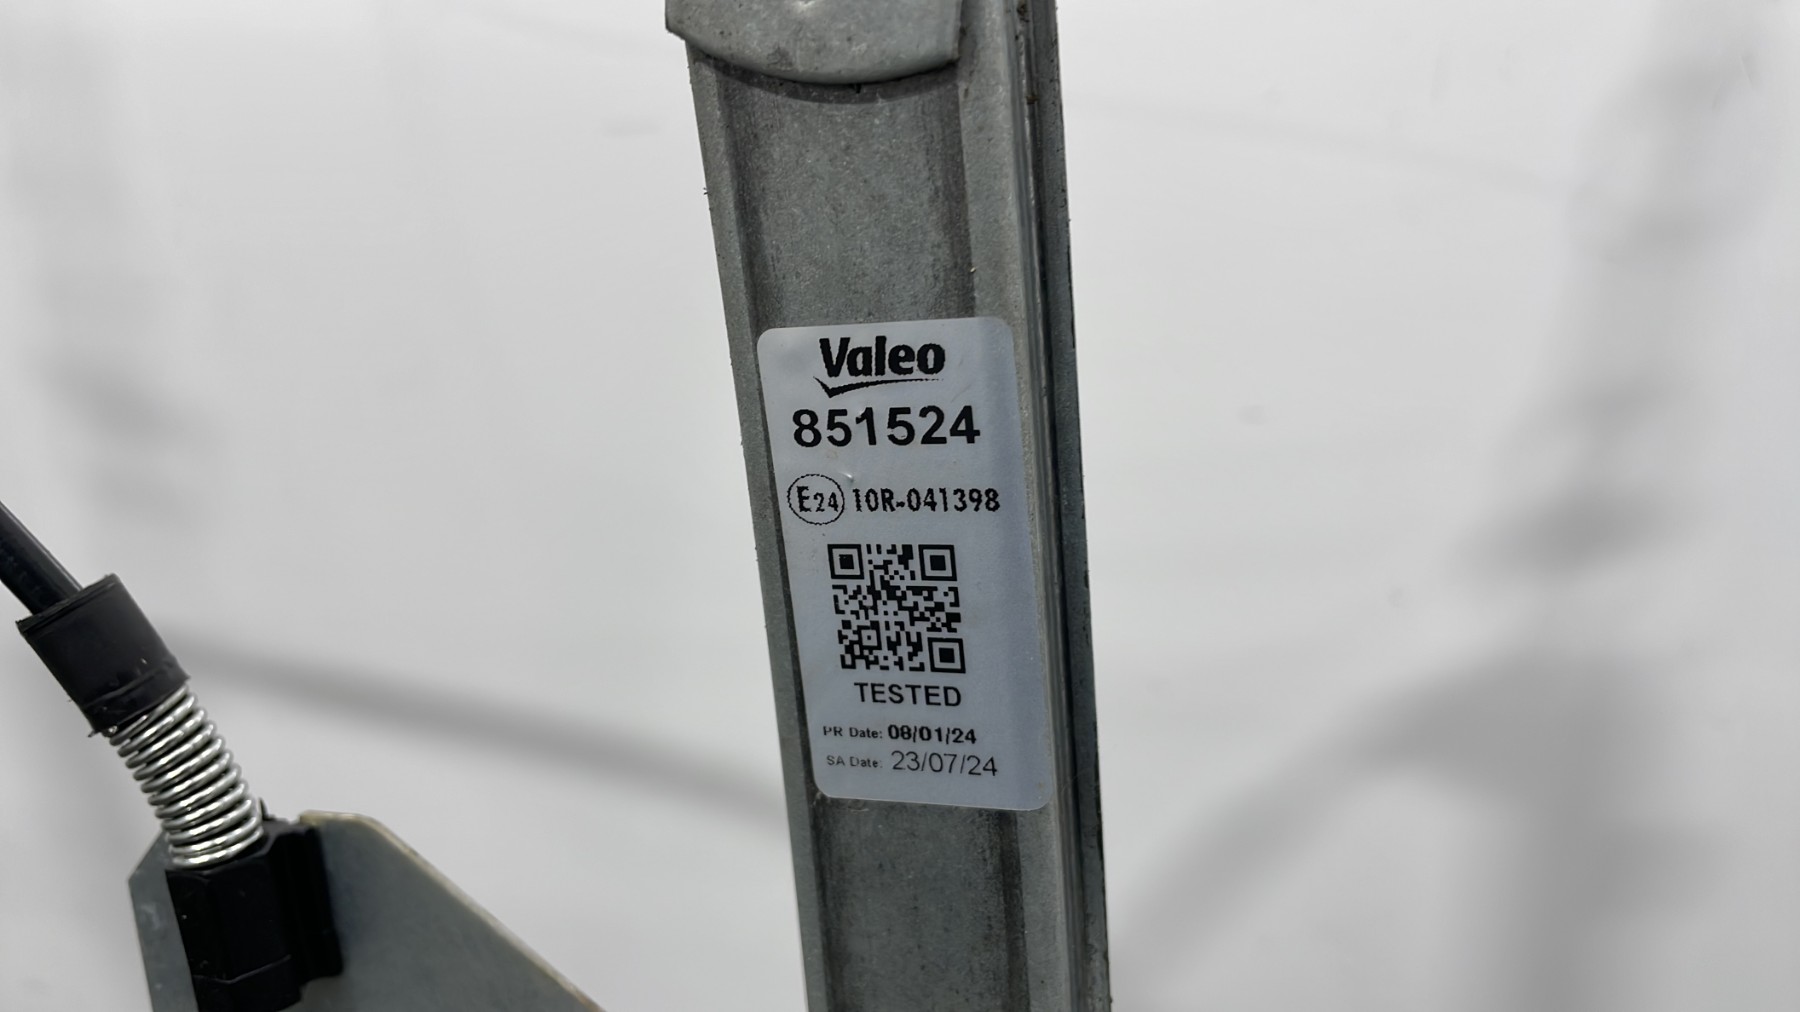 Valeo
851524
E24 10R-041398
TESTED
PR Date: 08/01/24
SA Date: 23/07/24